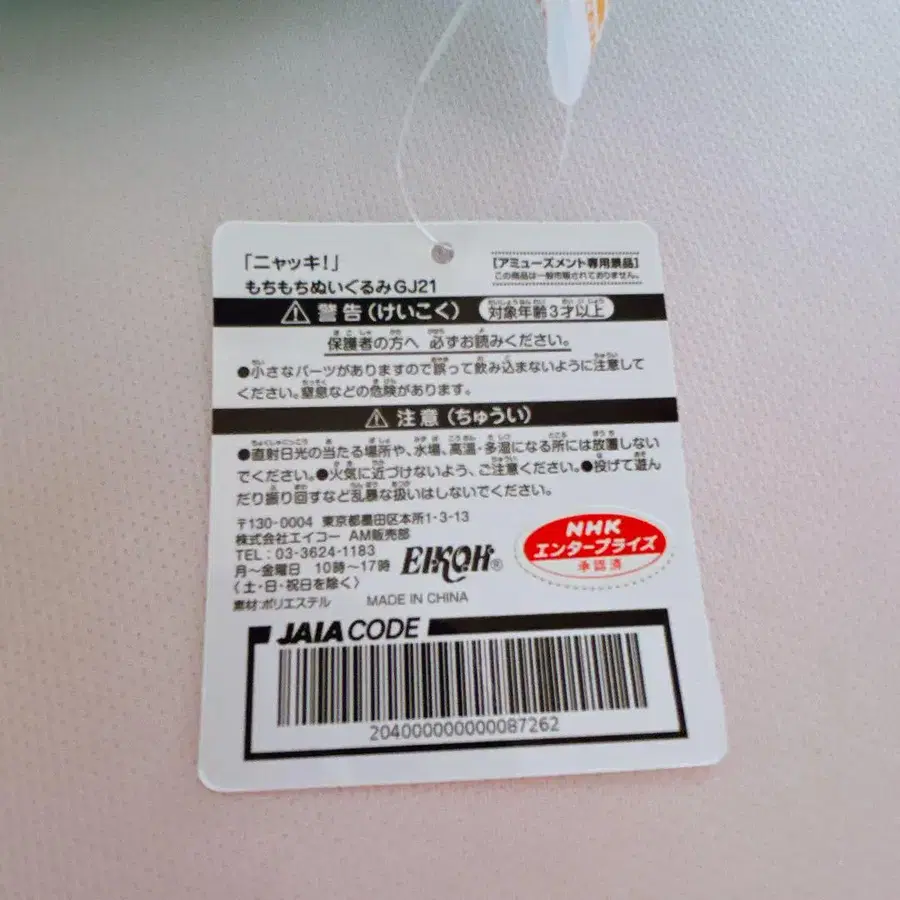 「ニャッキ!」
もちもちぬいぐるみGJ21
[アミューズメント専用景品]
この商品は一般市販されておりません。
⚠ 警告(けいこく) 対象年齢3才以上
保護者の方へ 必ずお読みください。
●小さなパーツがありますので誤って飲み込まないように注意して
ください。窒息などの危険があります。
⚠ 注意(ちゅうい)
●直射日光の当たる場所や、水場、高温・多湿になる所には放置しない
でください。●火気に近づけないよう、ご注意ください。●投げて遊ん
だり振り回すなど乱暴な扱いはしないでください。
〒130-0004 東京都墨田区本所1-3-13
株式会社エイコー AM販売部
TEL:03-3624-1183
月〜金曜日 10時〜17時
〈土・日・祝日を除く〉
素材:ポリエステル MADE IN CHINA
EIKOH®
NHK
エンタープライズ
承認済
JAIA CODE
204000000000087262